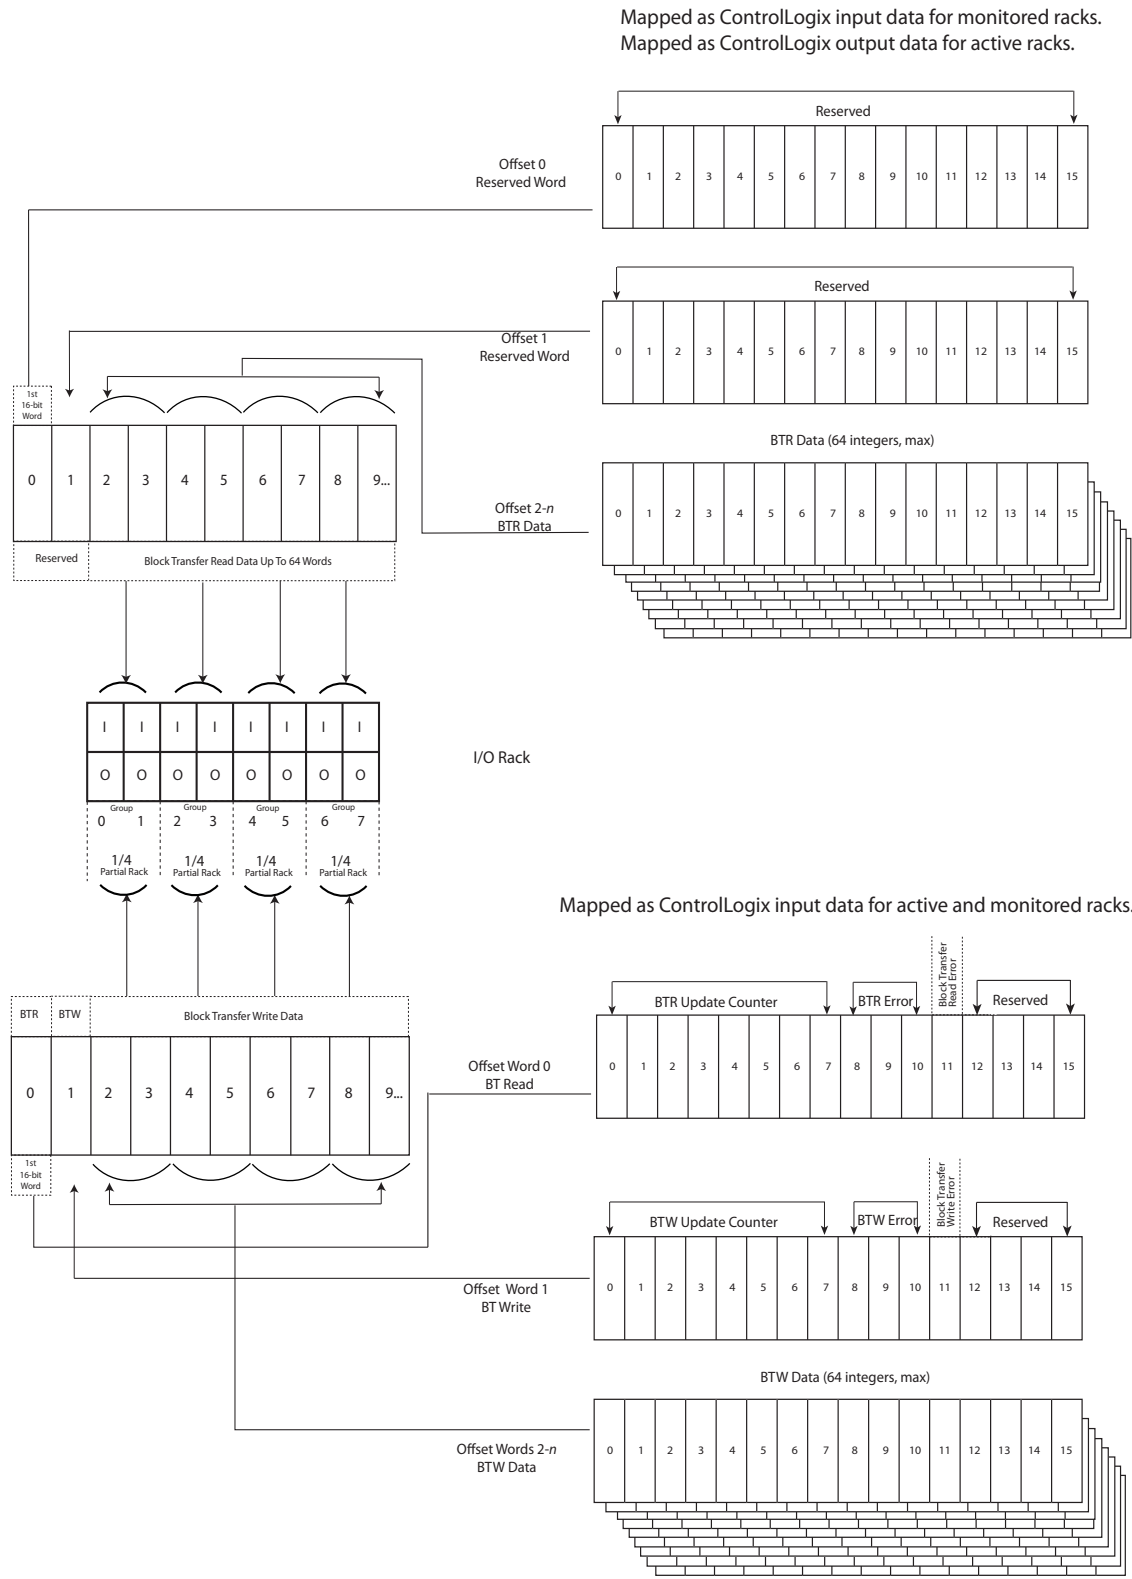 Mapped as ControlLogix input data for monitored racks.
Mapped as ControlLogix output data for active racks.
Reserved
Offset 0
Reserved Word
0 1 2 3 4 5 6 7 8 9 10 11 12 13 14 15
Reserved
Offset 1
Reserved Word
0 1 2 3 4 5 6 7 8 9 10 11 12 13 14 15
1st
16-bit
Word
BTR Data (64 integers, max)
0 1 2 3 4 5 6 7 8 9...
Offset 2-n
BTR Data
0 1 2 3 4 5 6 7 8 9 10 11 12 13 14 15
Reserved
Block Transfer Read Data Up To 64 Words
I I I I I I I I
O O O O O O O O
I/O Rack
Group Group Group Group
0 1 2 3 4 5 6 7
1/4 1/4 1/4 1/4
Partial Rack Partial Rack Partial Rack Partial Rack
Mapped as ControlLogix input data for active and monitored racks.
BTR Update Counter
BTR Error
Block Transfer
Read Error
Reserved
BTR
BTW
Block Transfer Write Data
0 1 2 3 4 5 6 7 8 9...
Offset Word 0
BT Read
0 1 2 3 4 5 6 7 8 9 10 11 12 13 14 15
1st
16-bit
Word
BTW Update Counter
BTW Error
Block Transfer
Write Error
Reserved
Offset Word 1
BT Write
0 1 2 3 4 5 6 7 8 9 10 11 12 13 14 15
BTW Data (64 integers, max)
Offset Words 2-n
BTW Data
0 1 2 3 4 5 6 7 8 9 10 11 12 13 14 15